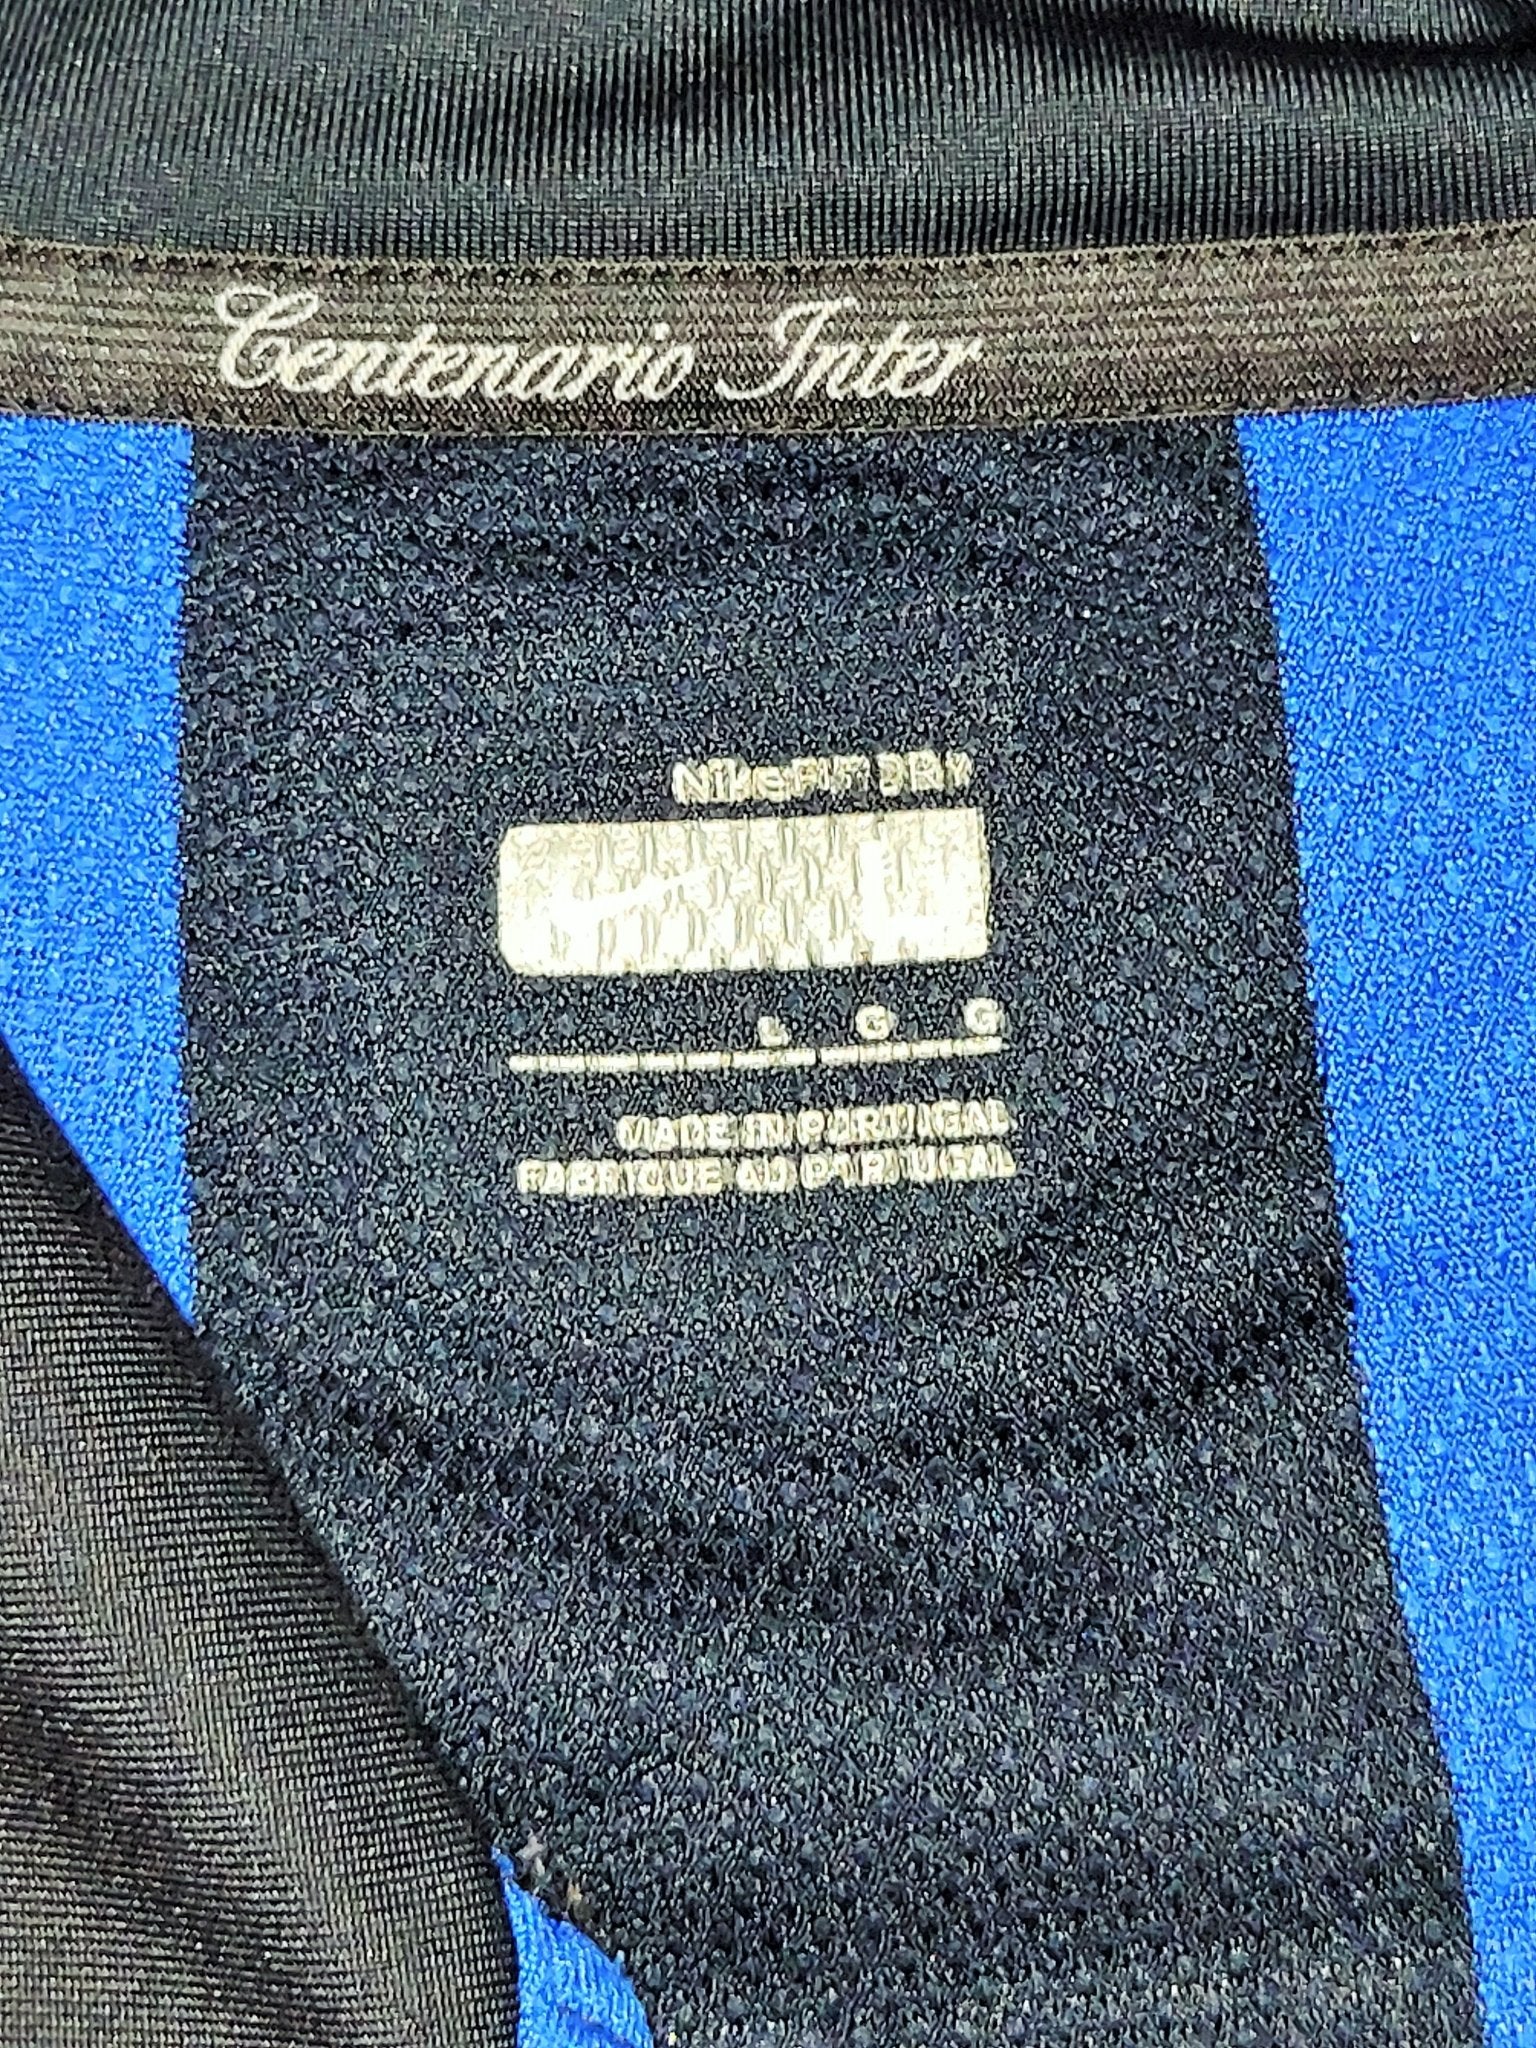 Centenario Inter
NikeFIT DRY
L G G
MADE IN PORTUGAL
FABRIQUE AU PORTUGAL